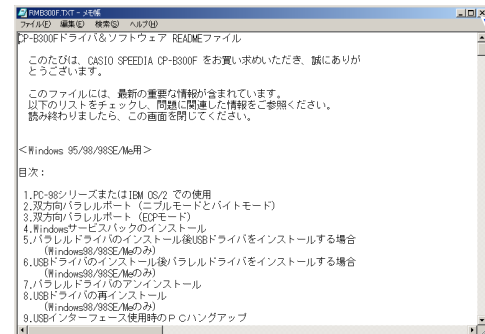 RMB300F.TXT - メモ帳
ファイル(F) 編集(E) 検索(S) ヘルプ(H)
CP-B300Fドライバ&ソフトウェア READMEファイル
このたびは、CASIO SPEEDIA CP-B300F をお買い求めいただき、誠にありが
とうございます。
このファイルには、最新の重要な情報が含まれています。
以下のリストをチェックし、問題に関連した情報をご参照ください。
読み終わりましたら、この画面を閉じてください。
<Windows 95/98/98SE/Me用>
目次:
1.PC-98シリーズまたはIBM OS/2 での使用
2.双方向パラレルポート (ニブルモードとバイトモード)
3.双方向パラレルポート (ECPモード)
4.Windowsサービスパックのインストール
5.パラレルドライバのインストール後USBドライバをインストールする場合
(Windows98/98SE/Meのみ)
6.USBドライバのインストール後パラレルドライバをインストールする場合
(Windows98/98SE/Meのみ)
7.パラレルドライバのアンインストール
8.USBドライバの再インストール
(Windows98/98SE/Meのみ)
9.USBインターフェース使用時のPCハングアップ